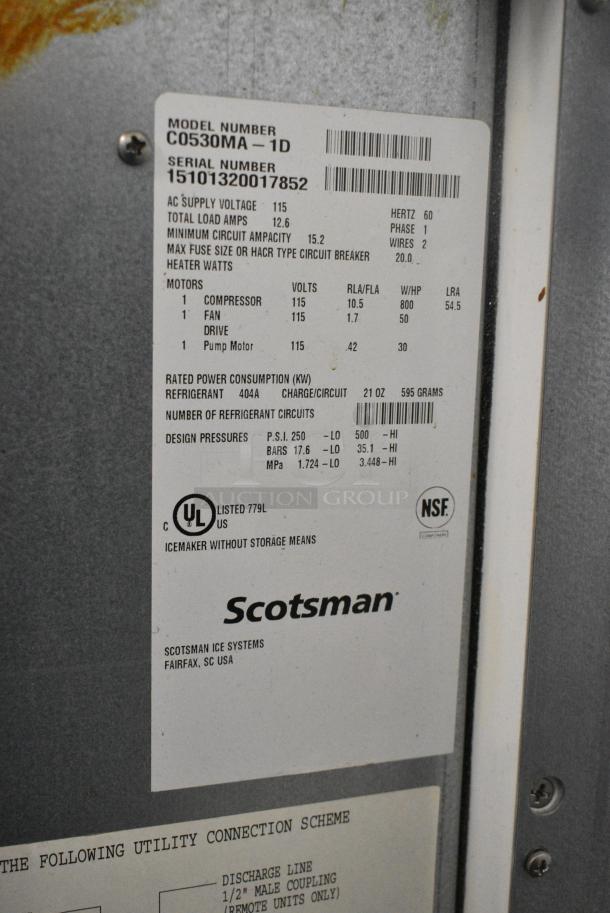 MODEL NUMBER
C0530MA - 1D
SERIAL NUMBER
15101320017852
AC SUPPLY VOLTAGE 115 HERTZ 60
TOTAL LOAD AMPS 12.6 PHASE 1
MINIMUM CIRCUIT AMPACITY 15.2 WIRES 2
MAX FUSE SIZE OR HACR TYPE CIRCUIT BREAKER 20.0
HEATER WATTS
MOTORS VOLTS RLA/FLA W/HP LRA
1 COMPRESSOR 115 10.5 800 54.5
1 FAN 115 1.7 50
DRIVE
1 Pump Motor 115 .42 30
RATED POWER CONSUMPTION (KW)
REFRIGERANT 404A CHARGE/CIRCUIT 21 OZ 595 GRAMS
NUMBER OF REFRIGERANT CIRCUITS
DESIGN PRESSURES P.S.I. 250 - LO 500 - HI
BARS 17.6 - LO 35.1 - HI
MPa 1.724 - LO 3.448 - HI
AUCTION GROUP
C UL US LISTED 779L
NSF
COMPONENT
ICEMAKER WITHOUT STORAGE MEANS
Scotsman
SCOTSMAN ICE SYSTEMS
FAIRFAX, SC USA
THE FOLLOWING UTILITY CONNECTION SCHEME
DISCHARGE LINE
1/2" MALE COUPLING
(REMOTE UNITS ONLY)